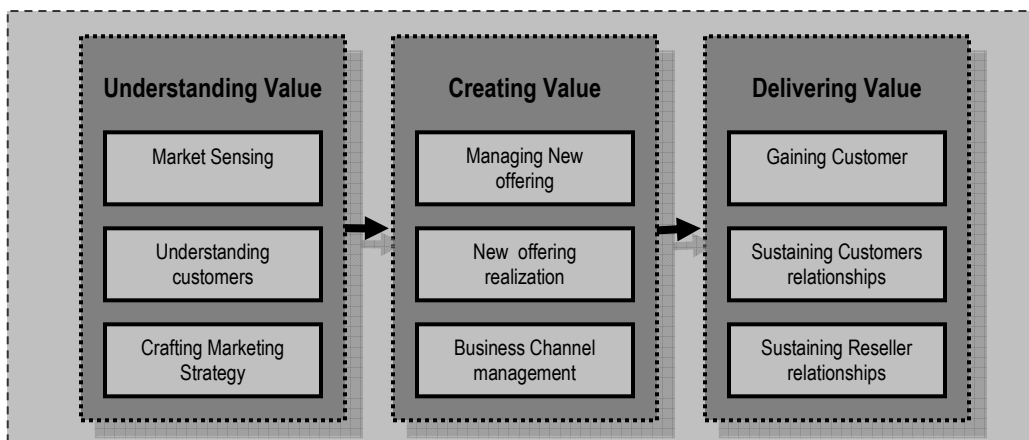 Understanding Value
Market Sensing
Understanding
customers
Crafting Marketing
Strategy
Creating Value
Managing New
offering
New offering
realization
Business Channel
management
Delivering Value
Gaining Customer
Sustaining Customers
relationships
Sustaining Reseller
relationships